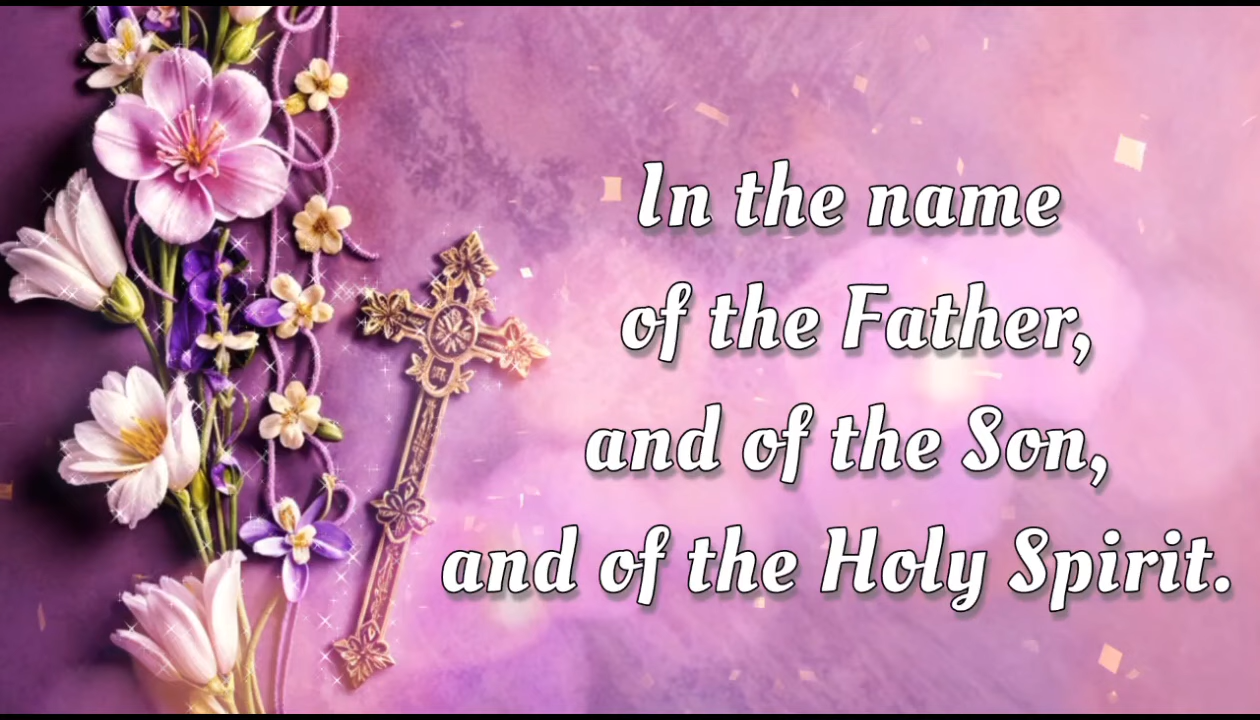 In the name
of the Father,
and of the Son,
and of the Holy Spirit.